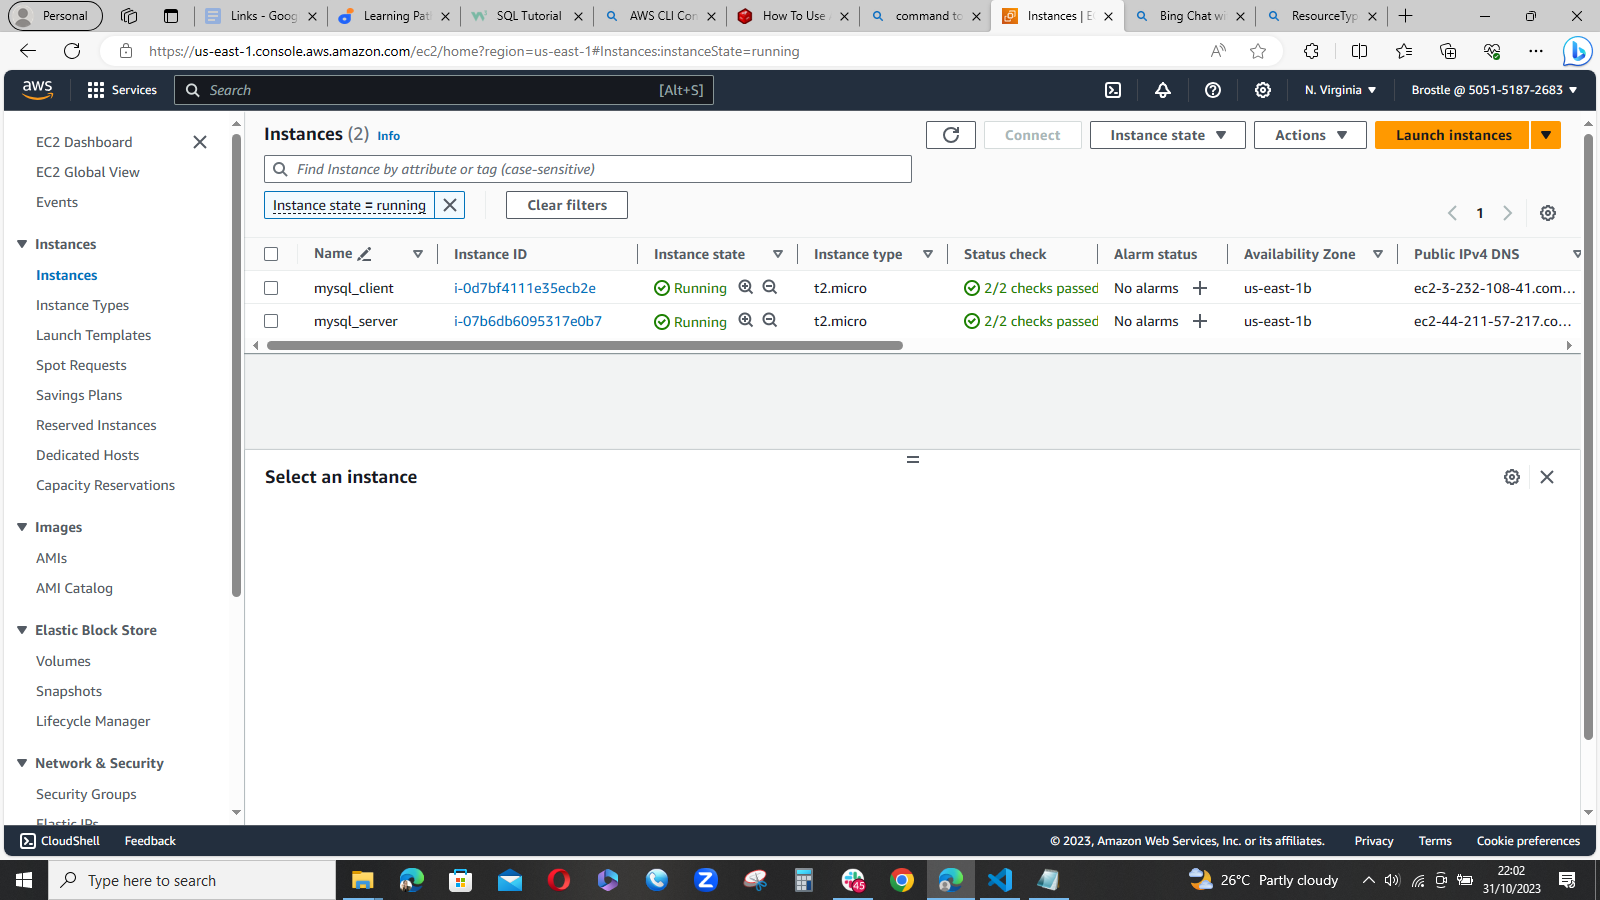 Personal
Links - Goog
Learning Pat
SQL Tutorial
AWS CLI Con
How To Use A
command to
Instances | E
Bing Chat wi
ResourceTyp
https://us-east-1.console.aws.amazon.com/ec2/home?region=us-east-1#Instances:instanceState=running
aws
Services
Search
[Alt+S]
N. Virginia
Brostle @ 5051-5187-2683
EC2 Dashboard
EC2 Global View
Events
Instances
Instances
Instance Types
Launch Templates
Spot Requests
Savings Plans
Reserved Instances
Dedicated Hosts
Capacity Reservations
Images
AMIs
AMI Catalog
Elastic Block Store
Volumes
Snapshots
Lifecycle Manager
Network & Security
Security Groups
Elastic IPs
Instances (2) Info
Connect
Instance state
Actions
Launch instances
Find Instance by attribute or tag (case-sensitive)
Instance state = running
Clear filters
1
Name Instance ID Instance state Instance type Status check Alarm status Availability Zone Public IPv4 DNS
mysql_client i-0d7bf4111e35ecb2e Running t2.micro 2/2 checks passed No alarms us-east-1b ec2-3-232-108-41.com...
mysql_server i-07b6db6095317e0b7 Running t2.micro 2/2 checks passed No alarms us-east-1b ec2-44-211-57-217.co...
Select an instance
CloudShell
Feedback
© 2023, Amazon Web Services, Inc. or its affiliates.
Privacy
Terms
Cookie preferences
Type here to search
45
26°C Partly cloudy
22:02
31/10/2023